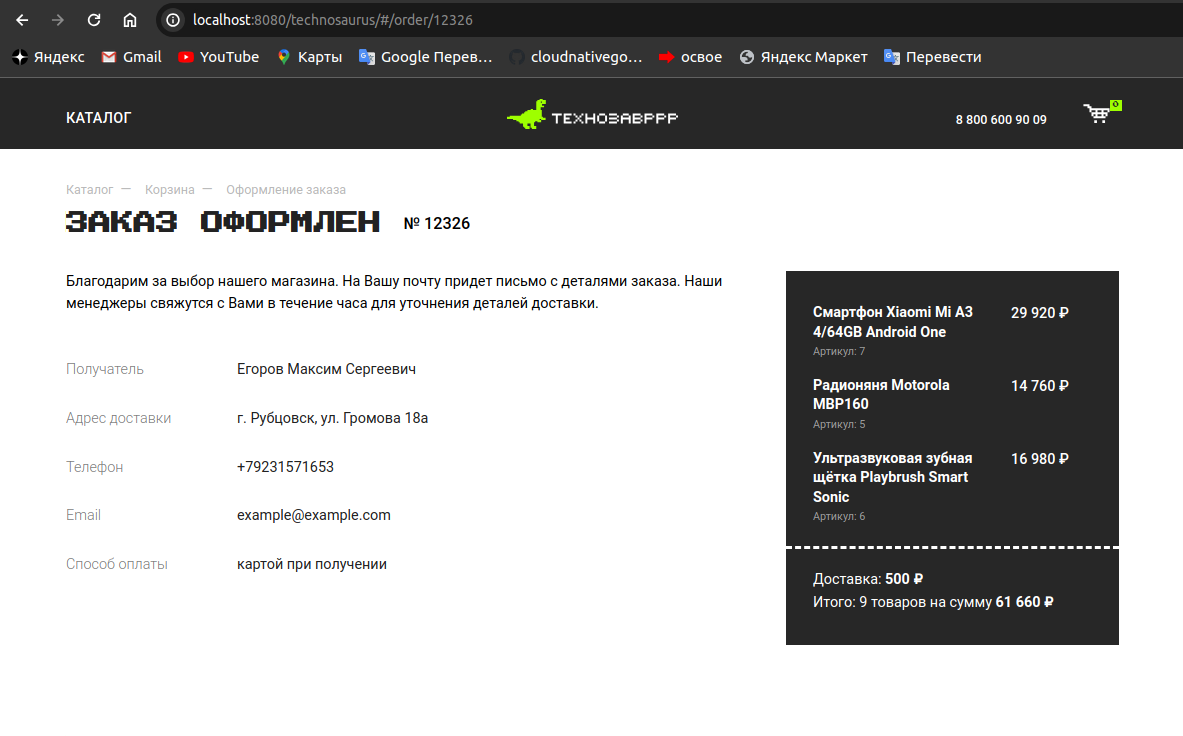 localhost:8080/technosaurus/#/order/12326
Яндекс Gmail YouTube Карты Google Перев… cloudnativego… освое Яндекс Маркет Перевести
КАТАЛОГ ТЕХНОЗАВРРР 8 800 600 90 09 0
Каталог — Корзина — Оформление заказа
ЗАКАЗ ОФОРМЛЕН № 12326
Благодарим за выбор нашего магазина. На Вашу почту придет письмо с деталями заказа. Наши
менеджеры свяжутся с Вами в течение часа для уточнения деталей доставки.
Получатель Егоров Максим Сергеевич
Адрес доставки г. Рубцовск, ул. Громова 18а
Телефон +79231571653
Email example@example.com
Способ оплаты картой при получении
Смартфон Xiaomi Mi A3 29 920 ₽
4/64GB Android One
Артикул: 7
Радионяня Motorola 14 760 ₽
MBP160
Артикул: 5
Ультразвуковая зубная 16 980 ₽
щётка Playbrush Smart
Sonic
Артикул: 6
Доставка: 500 ₽
Итого: 9 товаров на сумму 61 660 ₽